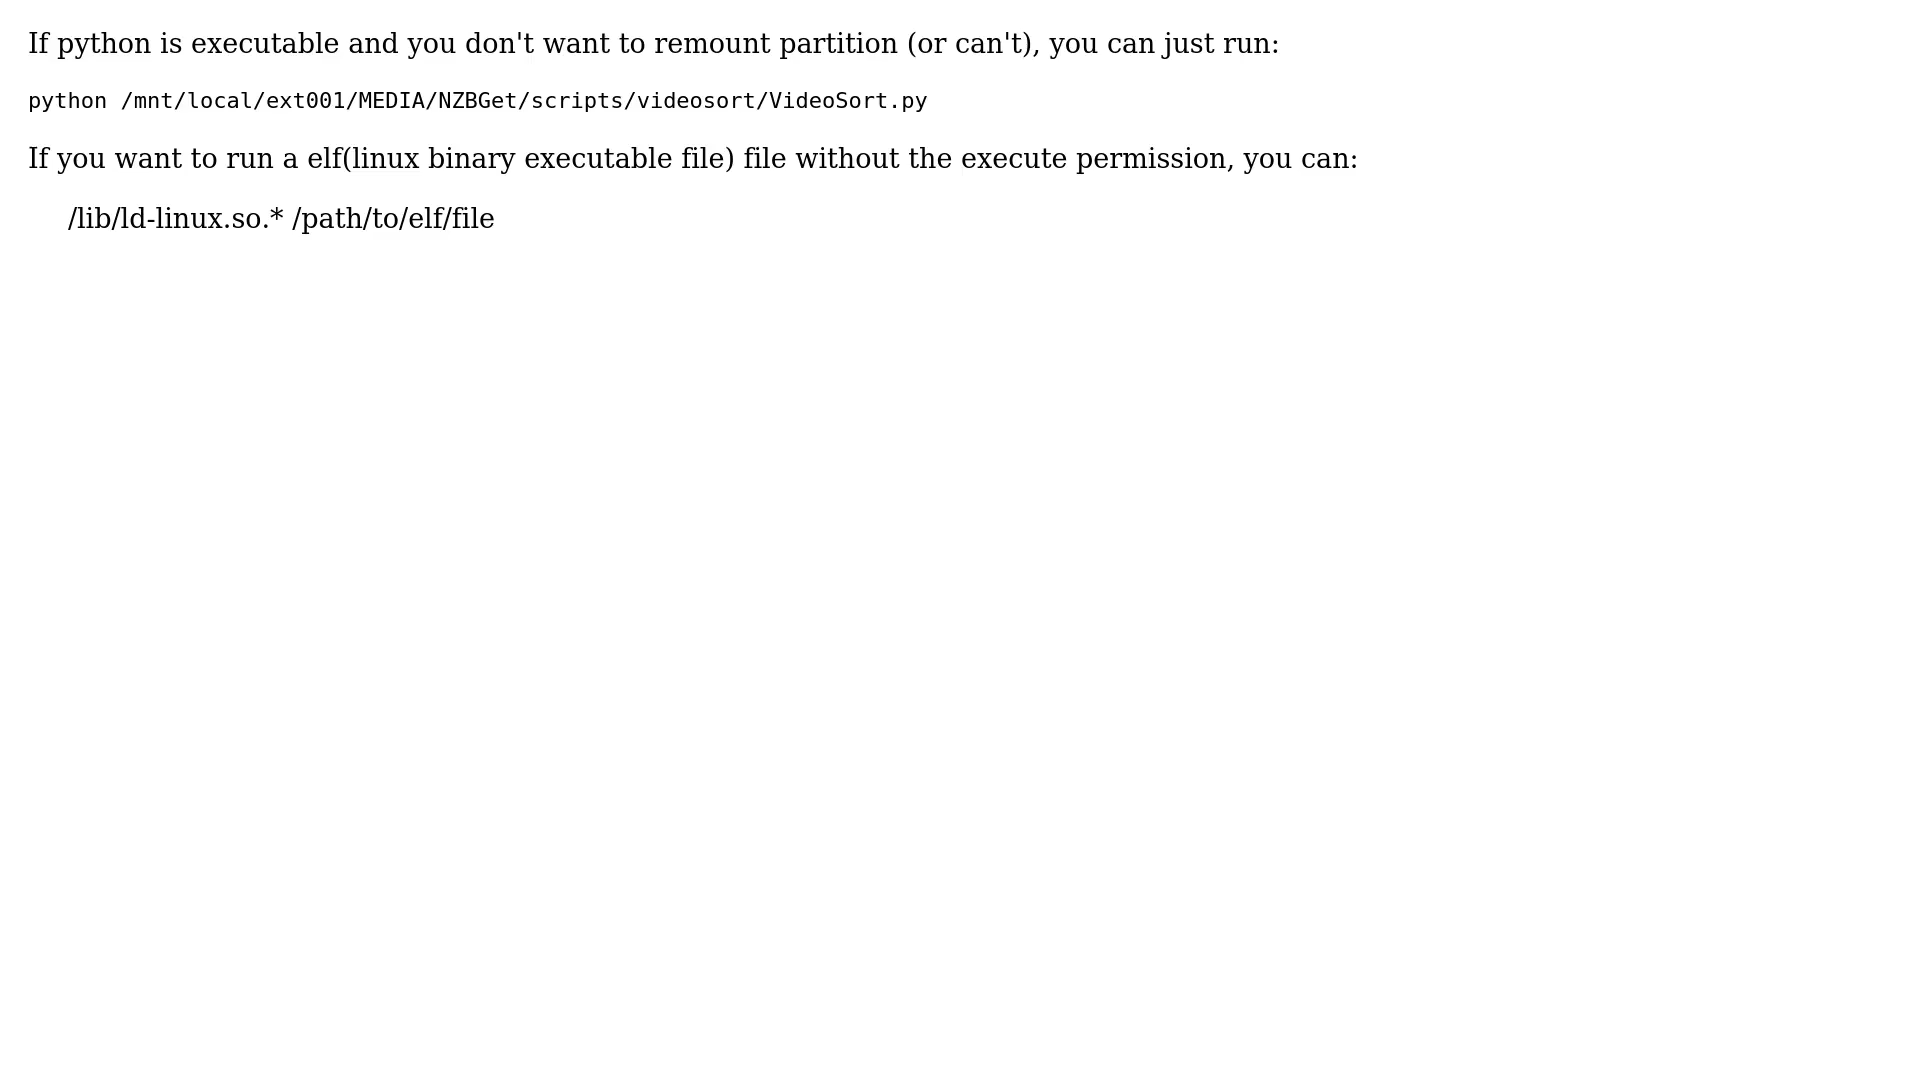 If python is executable and you don't want to remount partition (or can't), you can just run:
python /mnt/local/ext001/MEDIA/NZBGet/scripts/videosort/VideoSort.py
If you want to run a elf(linux binary executable file) file without the execute permission, you can:
/lib/ld-linux.so.* /path/to/elf/file